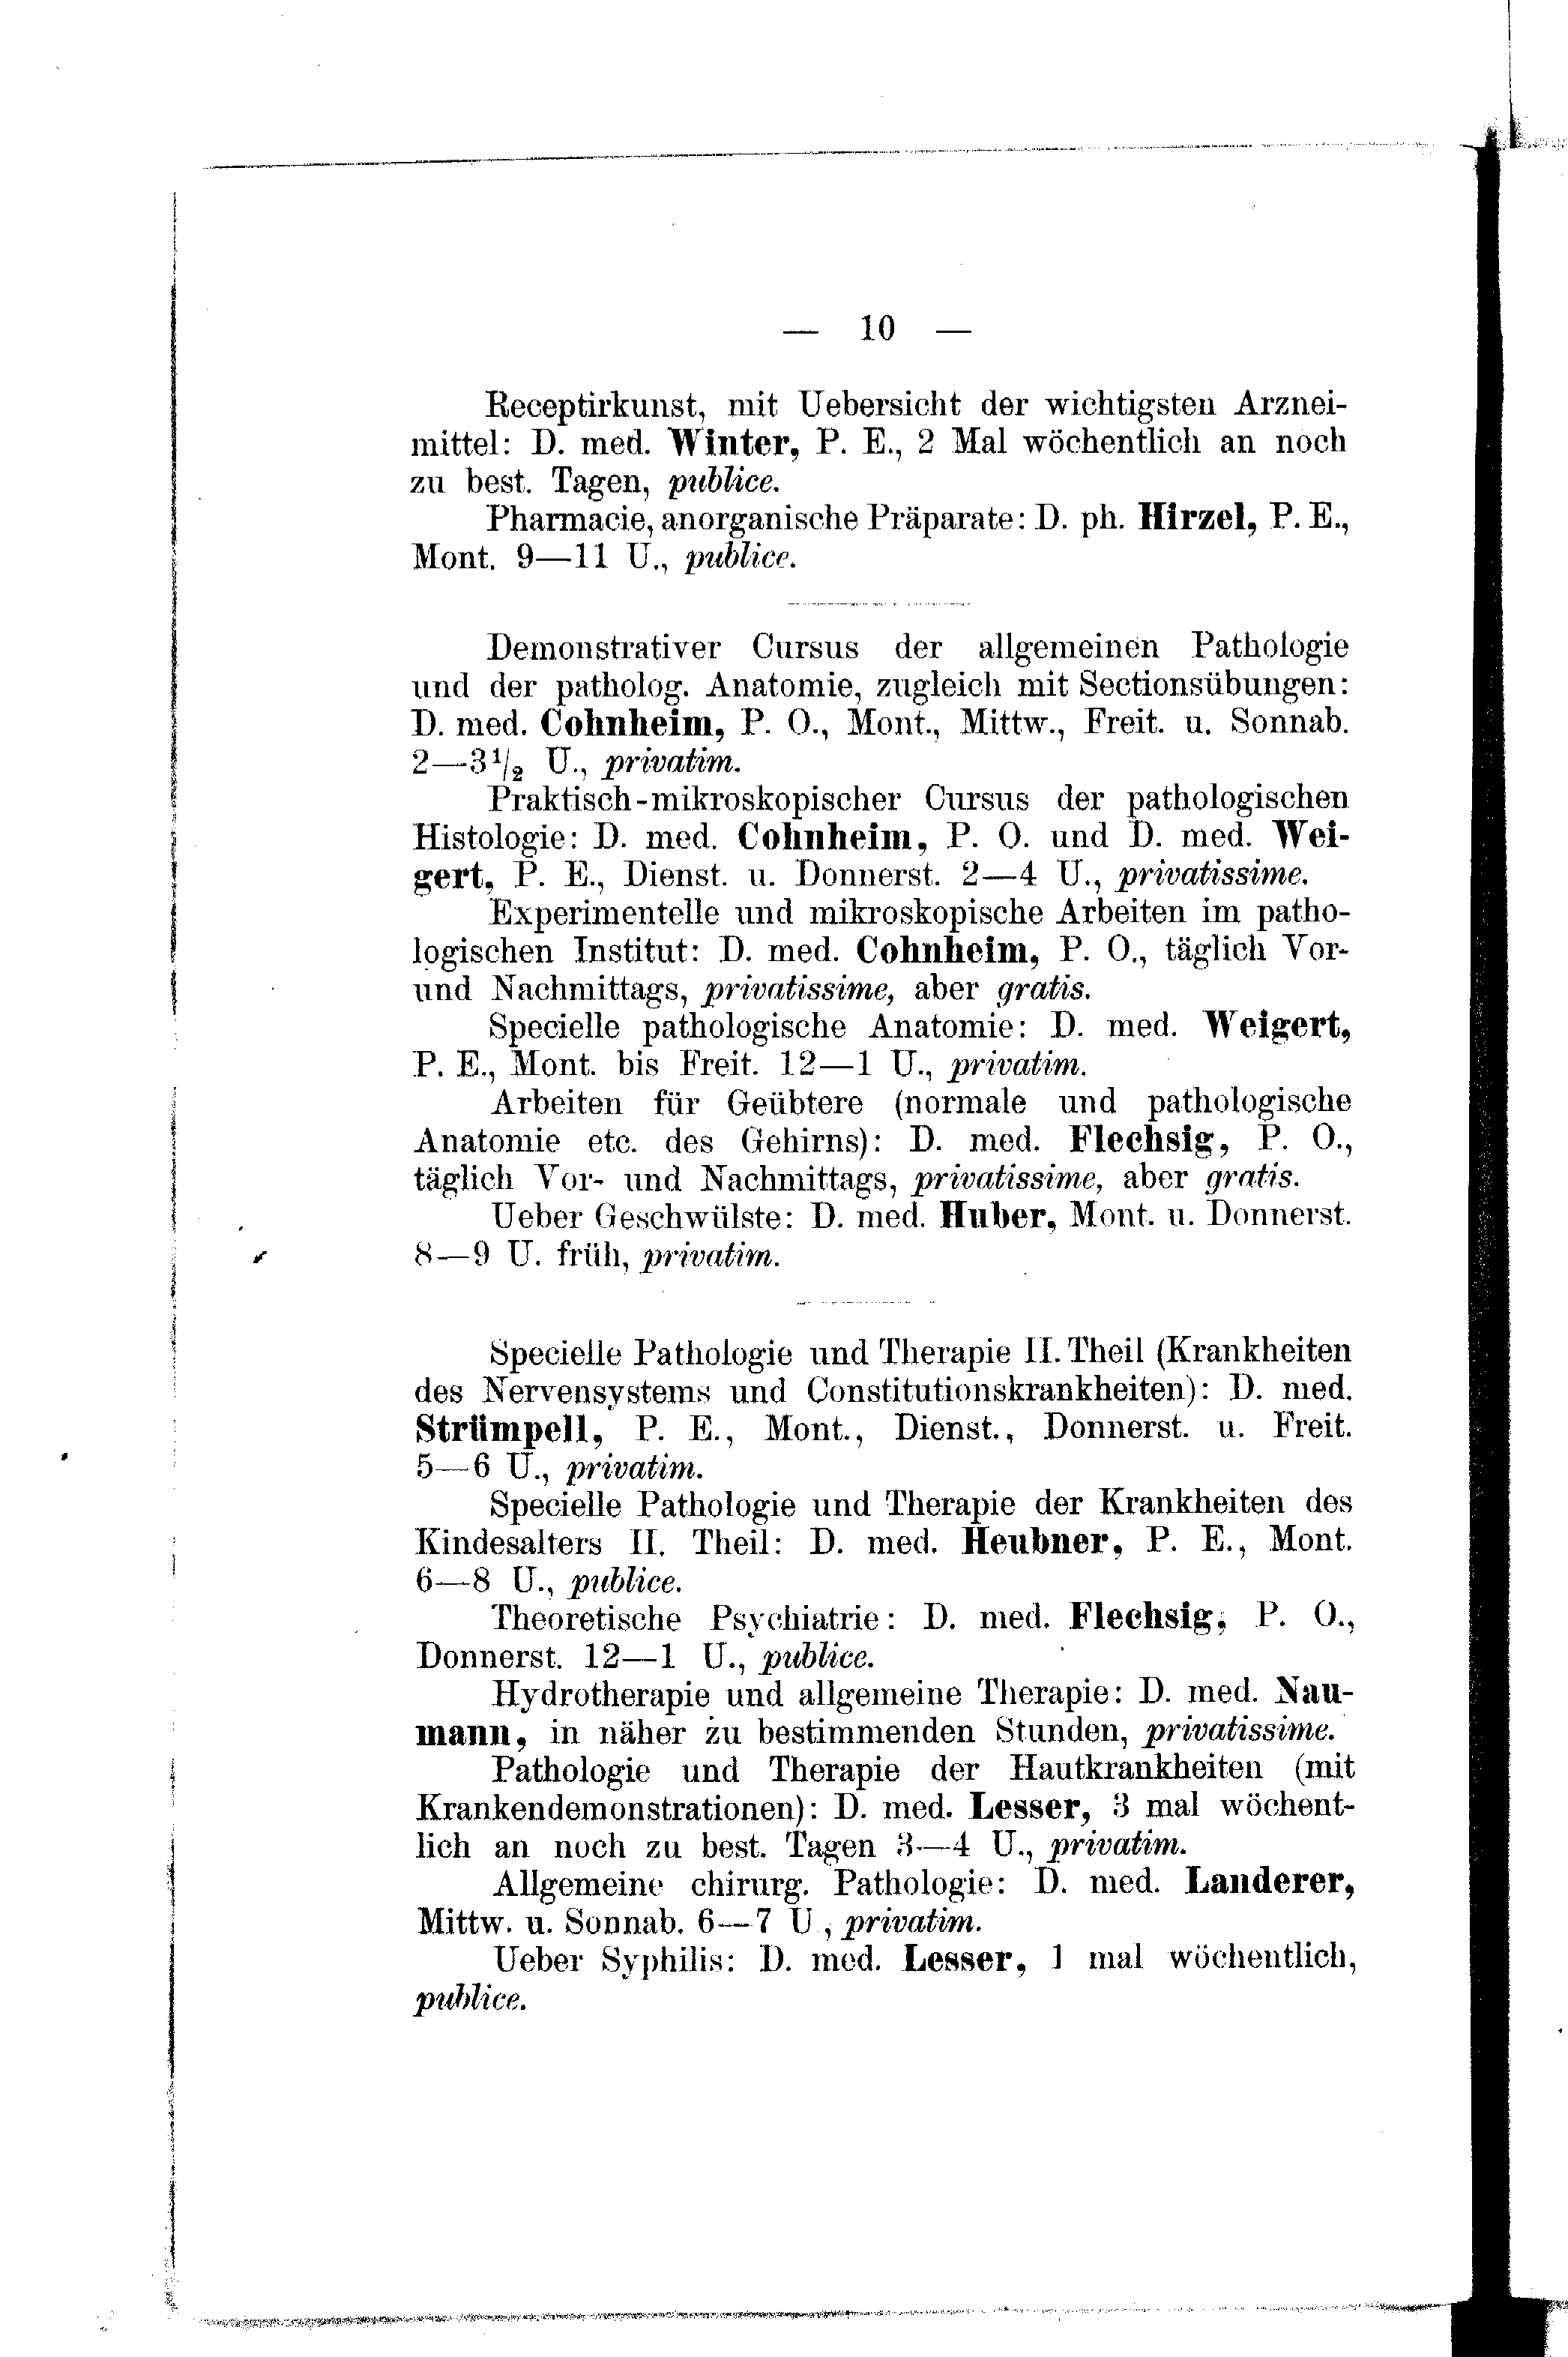 — 10 —
Receptirkunst, mit Uebersicht der wichtigsten Arznei-
mittel: D. med. Winter, P. E., 2 Mal wöchentlich an noch
zu best. Tagen, publice.
Pharmacie, anorganische Präparate: D. ph. Hirzel, P. E.,
Mont. 9—11 U., publice.
Demonstrativer Cursus der allgemeinen Pathologie
und der patholog. Anatomie, zugleich mit Sectionsübungen:
D. med. Cohnheim, P. O., Mont., Mittw., Freit. u. Sonnab.
2—3½ U., privatim.
Praktisch-mikroskopischer Cursus der pathologischen
Histologie: D. med. Cohnheim, P. O. und D. med. Wei-
gert, P. E., Dienst. u. Donnerst. 2—4 U., privatissime.
Experimentelle und mikroskopische Arbeiten im patho-
logischen Institut: D. med. Cohnheim, P. O., täglich Vor-
und Nachmittags, privatissime, aber gratis.
Specielle pathologische Anatomie: D. med. Weigert,
P. E., Mont. bis Freit. 12—1 U., privatim.
Arbeiten für Geübtere (normale und pathologische
Anatomie etc. des Gehirns): D. med. Flechsig, P. O.,
täglich Vor- und Nachmittags, privatissime, aber gratis.
Ueber Geschwülste: D. med. Huber, Mont. u. Donnerst.
8—9 U. früh, privatim.
Specielle Pathologie und Therapie II. Theil (Krankheiten
des Nervensystems und Constitutionskrankheiten): D. med.
Strümpell, P. E., Mont., Dienst., Donnerst. u. Freit.
5—6 U., privatim.
Specielle Pathologie und Therapie der Krankheiten des
Kindesalters II. Theil: D. med. Heubner, P. E., Mont.
6—8 U., publice.
Theoretische Psychiatrie: D. med. Flechsig, P. O.,
Donnerst. 12—1 U., publice.
Hydrotherapie und allgemeine Therapie: D. med. Nau-
mann, in näher zu bestimmenden Stunden, privatissime.
Pathologie und Therapie der Hautkrankheiten (mit
Krankendemonstrationen): D. med. Lesser, 3 mal wöchent-
lich an noch zu best. Tagen 3—4 U., privatim.
Allgemeine chirurg. Pathologie: D. med. Landerer,
Mittw. u. Sonnab. 6—7 U., privatim.
Ueber Syphilis: D. med. Lesser, 1 mal wöchentlich,
publice.